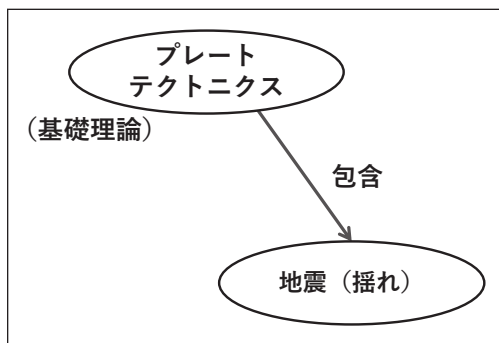 プレート
テクトニクス
（基礎理論）
包含
地震（揺れ）